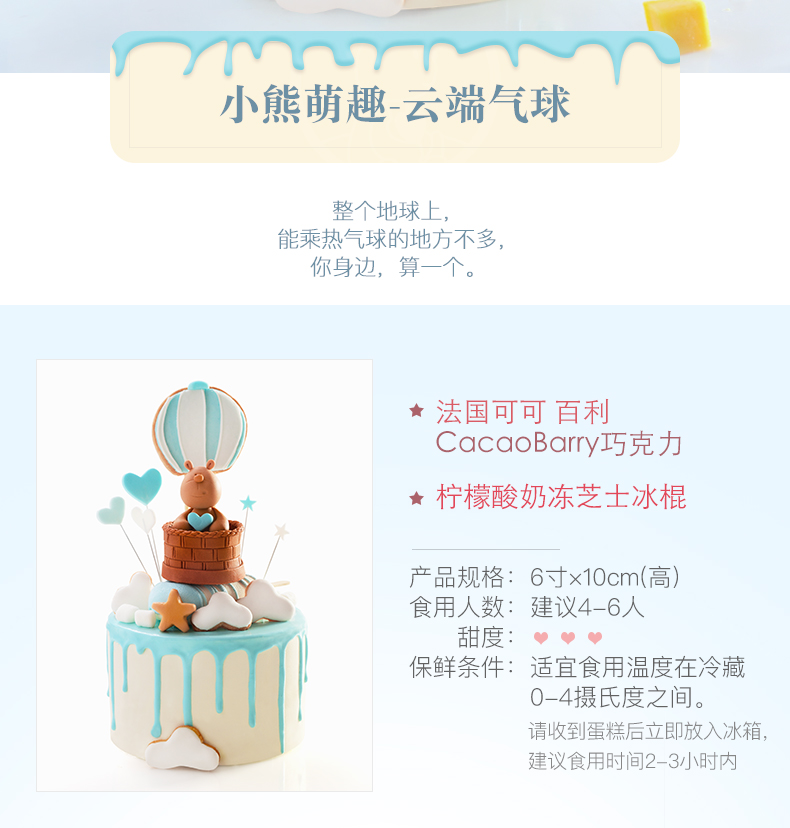 小熊萌趣-云端气球
整个地球上，
能乘热气球的地方不多，
你身边，算一个。
法国可可 百利
CacaoBarry巧克力
柠檬酸奶冻芝士冰棍
产品规格：6寸×10cm(高)
食用人数：建议4-6人
甜度：
保鲜条件：适宜食用温度在冷藏
0-4摄氏度之间。
请收到蛋糕后立即放入冰箱，
建议食用时间2-3小时内